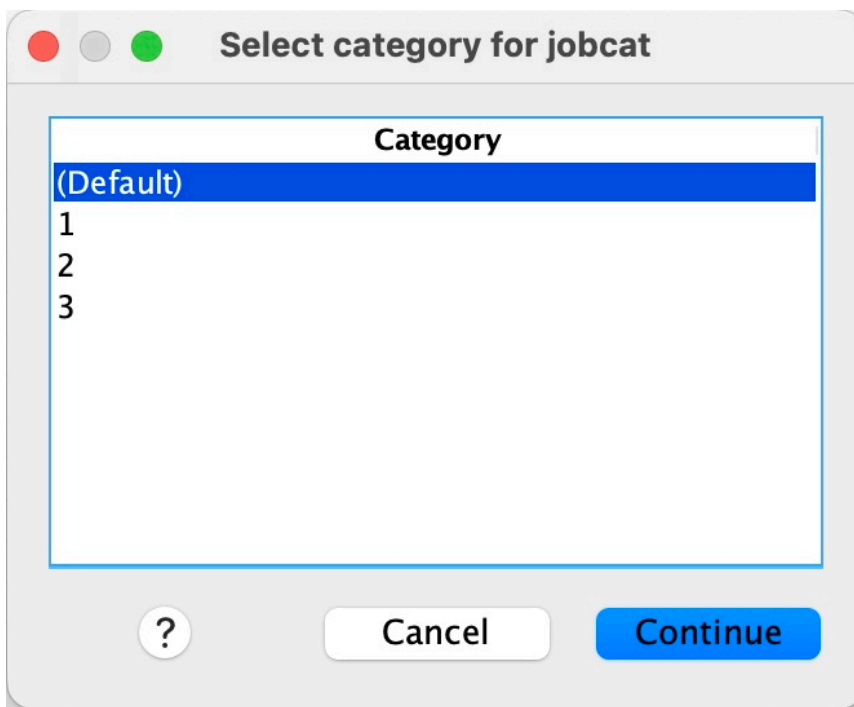 Select category for jobcat
Category
(Default)
1
2
3
?
Cancel
Continue